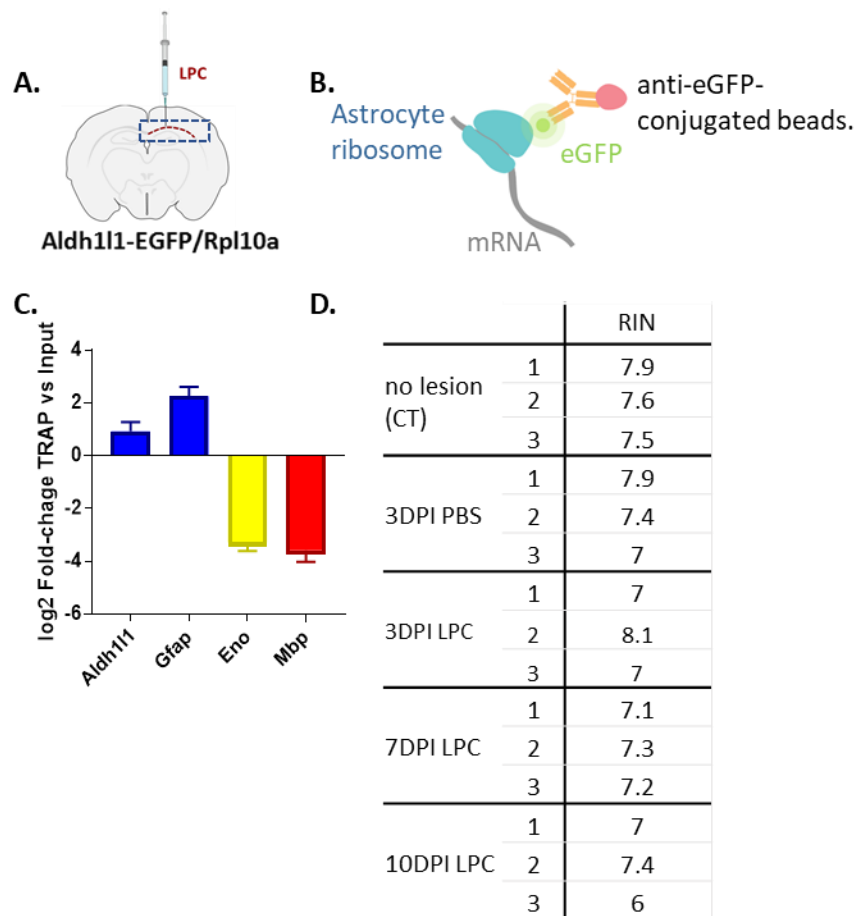 A.
LPC
Aldh1l1-EGFP/Rpl10a
B.
Astrocyte
ribosome
eGFP
mRNA
anti-eGFP-
conjugated beads.
C.
log2 Fold-chage TRAP vs Input
4
2
0
-2
-4
-6
Aldh1l1
Gfap
Eno
Mbp
D.
RIN
no lesion
(CT)
1 7.9
2 7.6
3 7.5
3DPI PBS
1 7.9
2 7.4
3 7
3DPI LPC
1 7
2 8.1
3 7
7DPI LPC
1 7.1
2 7.3
3 7.2
10DPI LPC
1 7
2 7.4
3 6